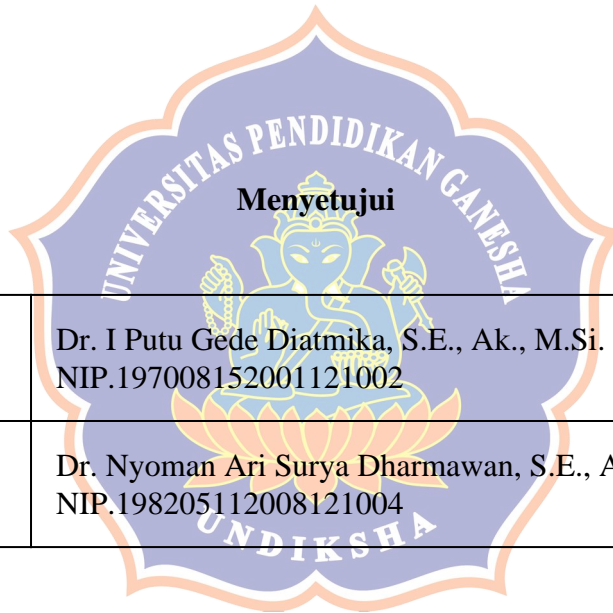 UNIVERSITAS PENDIDIKAN GANESHA
Menyetujui
Dr. I Putu Gede Diatmika, S.E., Ak., M.Si.
NIP.197008152001121002
Dr. Nyoman Ari Surya Dharmawan, S.E., A
NIP.198205112008121004
UNDIKSHA